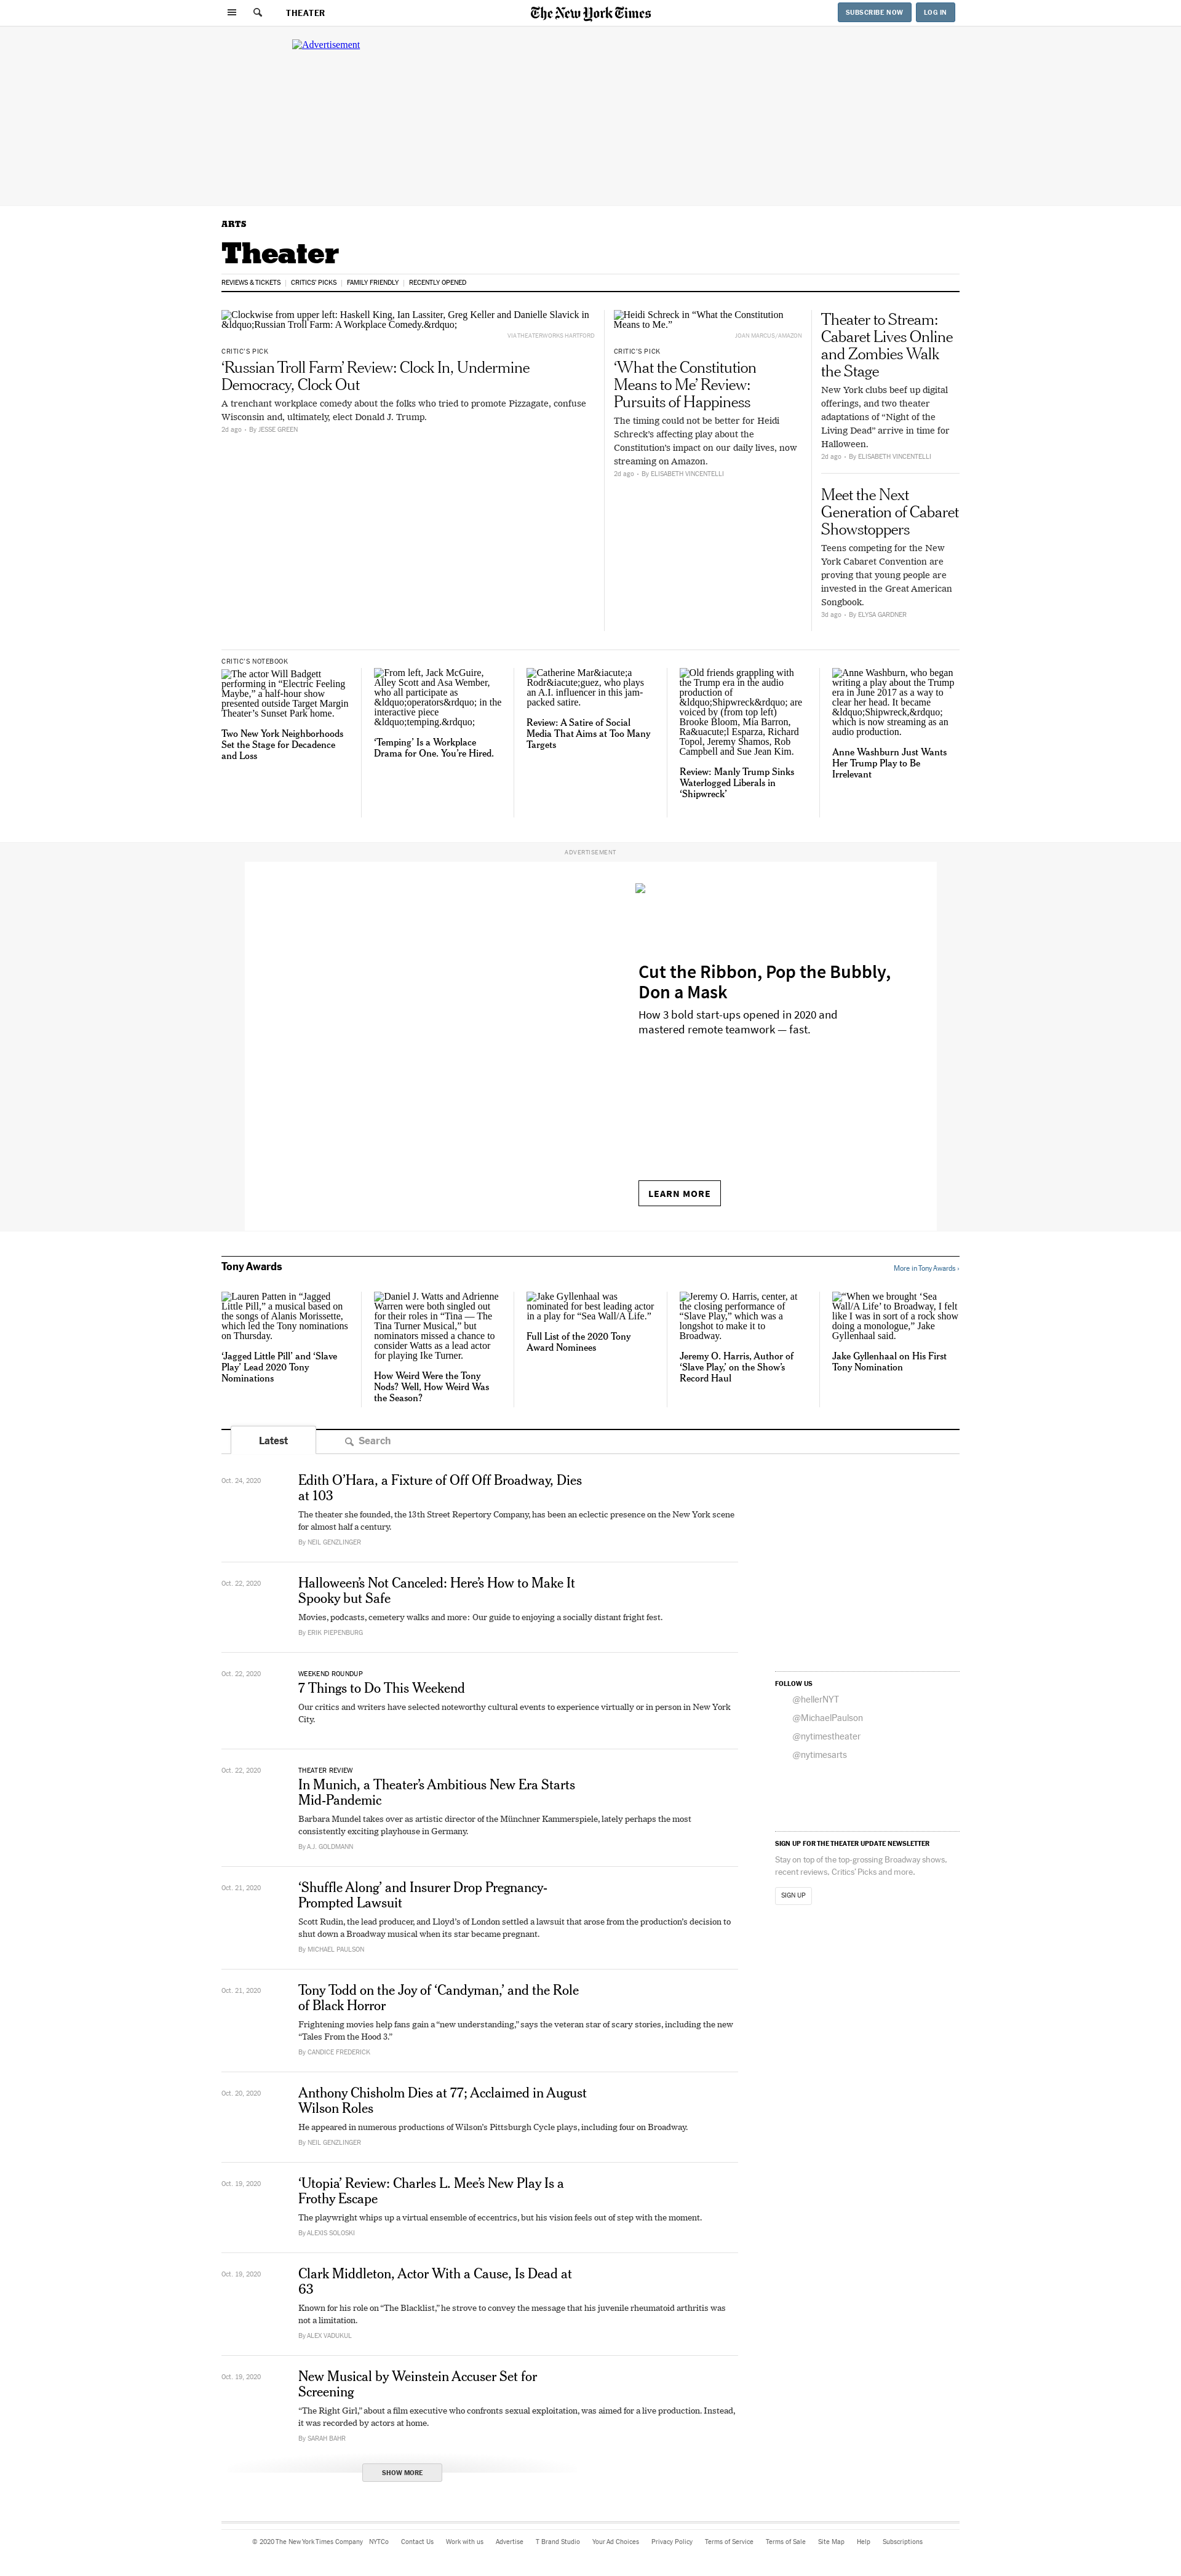 THEATER
The New York Times
SUBSCRIBE NOW
LOG IN
Advertisement
ARTS
Theater
REVIEWS & TICKETS
CRITICS' PICKS
FAMILY FRIENDLY
RECENTLY OPENED
Clockwise from upper left: Haskell King, Ian Lassiter, Greg Keller and Danielle Slavick in
&ldquo;Russian Troll Farm: A Workplace Comedy.&rdquo;
VIA THEATERWORKS HARTFORD
CRITIC'S PICK
‘Russian Troll Farm’ Review: Clock In, Undermine
Democracy, Clock Out
A trenchant workplace comedy about the folks who tried to promote Pizzagate, confuse
Wisconsin and, ultimately, elect Donald J. Trump.
2d ago • By JESSE GREEN
Heidi Schreck in “What the Constitution
Means to Me.”
JOAN MARCUS/AMAZON
CRITIC'S PICK
‘What the Constitution
Means to Me’ Review:
Pursuits of Happiness
The timing could not be better for Heidi
Schreck’s affecting play about the
Constitution’s impact on our daily lives, now
streaming on Amazon.
2d ago • By ELISABETH VINCENTELLI
Theater to Stream:
Cabaret Lives Online
and Zombies Walk
the Stage
New York clubs beef up digital
offerings, and two theater
adaptations of “Night of the
Living Dead” arrive in time for
Halloween.
2d ago • By ELISABETH VINCENTELLI
Meet the Next
Generation of Cabaret
Showstoppers
Teens competing for the New
York Cabaret Convention are
proving that young people are
invested in the Great American
Songbook.
3d ago • By ELYSA GARDNER
CRITIC'S NOTEBOOK
The actor Will Badgett
performing in “Electric Feeling
Maybe,” a half-hour show
presented outside Target Margin
Theater’s Sunset Park home.
Two New York Neighborhoods
Set the Stage for Decadence
and Loss
From left, Jack McGuire,
Alley Scott and Asa Wember,
who all participate as
&ldquo;operators&rdquo; in the
interactive piece
&ldquo;temping.&rdquo;
‘Temping’ Is a Workplace
Drama for One. You’re Hired.
Catherine Mar&iacute;a
Rodr&iacute;guez, who plays
an A.I. influencer in this jam-
packed satire.
Review: A Satire of Social
Media That Aims at Too Many
Targets
Old friends grappling with
the Trump era in the audio
production of
&ldquo;Shipwreck&rdquo; are
voiced by (from top left)
Brooke Bloom, Mia Barron,
Ra&uacute;l Esparza, Richard
Topol, Jeremy Shamos, Rob
Campbell and Sue Jean Kim.
Review: Manly Trump Sinks
Waterlogged Liberals in
‘Shipwreck’
Anne Washburn, who began
writing a play about the Trump
era in June 2017 as a way to
clear her head. It became
&ldquo;Shipwreck,&rdquo;
which is now streaming as an
audio production.
Anne Washburn Just Wants
Her Trump Play to Be
Irrelevant
ADVERTISEMENT
Cut the Ribbon, Pop the Bubbly,
Don a Mask
How 3 bold start-ups opened in 2020 and
mastered remote teamwork — fast.
LEARN MORE
Tony Awards
More in Tony Awards ›
Lauren Patten in “Jagged
Little Pill,” a musical based on
the songs of Alanis Morissette,
which led the Tony nominations
on Thursday.
‘Jagged Little Pill’ and ‘Slave
Play’ Lead 2020 Tony
Nominations
Daniel J. Watts and Adrienne
Warren were both singled out
for their roles in “Tina — The
Tina Turner Musical,” but
nominators missed a chance to
consider Watts as a lead actor
for playing Ike Turner.
How Weird Were the Tony
Nods? Well, How Weird Was
the Season?
Jake Gyllenhaal was
nominated for best leading actor
in a play for “Sea Wall/A Life.”
Full List of the 2020 Tony
Award Nominees
Jeremy O. Harris, center, at
the closing performance of
“Slave Play,” which was a
longshot to make it to
Broadway.
Jeremy O. Harris, Author of
‘Slave Play,’ on the Show’s
Record Haul
“When we brought ‘Sea
Wall/A Life’ to Broadway, I felt
like I was in sort of a rock show
doing a monologue,” Jake
Gyllenhaal said.
Jake Gyllenhaal on His First
Tony Nomination
Latest
Search
Oct. 24, 2020
Edith O’Hara, a Fixture of Off Off Broadway, Dies
at 103
The theater she founded, the 13th Street Repertory Company, has been an eclectic presence on the New York scene
for almost half a century.
By NEIL GENZLINGER
Oct. 22, 2020
Halloween’s Not Canceled: Here’s How to Make It
Spooky but Safe
Movies, podcasts, cemetery walks and more: Our guide to enjoying a socially distant fright fest.
By ERIK PIEPENBURG
Oct. 22, 2020
WEEKEND ROUNDUP
7 Things to Do This Weekend
Our critics and writers have selected noteworthy cultural events to experience virtually or in person in New York
City.
Oct. 22, 2020
THEATER REVIEW
In Munich, a Theater’s Ambitious New Era Starts
Mid-Pandemic
Barbara Mundel takes over as artistic director of the Münchner Kammerspiele, lately perhaps the most
consistently exciting playhouse in Germany.
By A.J. GOLDMANN
Oct. 21, 2020
‘Shuffle Along’ and Insurer Drop Pregnancy-
Prompted Lawsuit
Scott Rudin, the lead producer, and Lloyd’s of London settled a lawsuit that arose from the production’s decision to
shut down a Broadway musical when its star became pregnant.
By MICHAEL PAULSON
Oct. 21, 2020
Tony Todd on the Joy of ‘Candyman,’ and the Role
of Black Horror
Frightening movies help fans gain a “new understanding,” says the veteran star of scary stories, including the new
“Tales From the Hood 3.”
By CANDICE FREDERICK
Oct. 20, 2020
Anthony Chisholm Dies at 77; Acclaimed in August
Wilson Roles
He appeared in numerous productions of Wilson’s Pittsburgh Cycle plays, including four on Broadway.
By NEIL GENZLINGER
Oct. 19, 2020
‘Utopia’ Review: Charles L. Mee’s New Play Is a
Frothy Escape
The playwright whips up a virtual ensemble of eccentrics, but his vision feels out of step with the moment.
By ALEXIS SOLOSKI
Oct. 19, 2020
Clark Middleton, Actor With a Cause, Is Dead at
63
Known for his role on “The Blacklist,” he strove to convey the message that his juvenile rheumatoid arthritis was
not a limitation.
By ALEX VADUKUL
Oct. 19, 2020
New Musical by Weinstein Accuser Set for
Screening
“The Right Girl,” about a film executive who confronts sexual exploitation, was aimed for a live production. Instead,
it was recorded by actors at home.
By SARAH BAHR
SHOW MORE
FOLLOW US
@hellerNYT
@MichaelPaulson
@nytimestheater
@nytimesarts
SIGN UP FOR THE THEATER UPDATE NEWSLETTER
Stay on top of the top-grossing Broadway shows,
recent reviews, Critics’ Picks and more.
SIGN UP
© 2020 The New York Times Company NYTCo Contact Us Work with us Advertise T Brand Studio Your Ad Choices Privacy Policy Terms of Service Terms of Sale Site Map Help Subscriptions